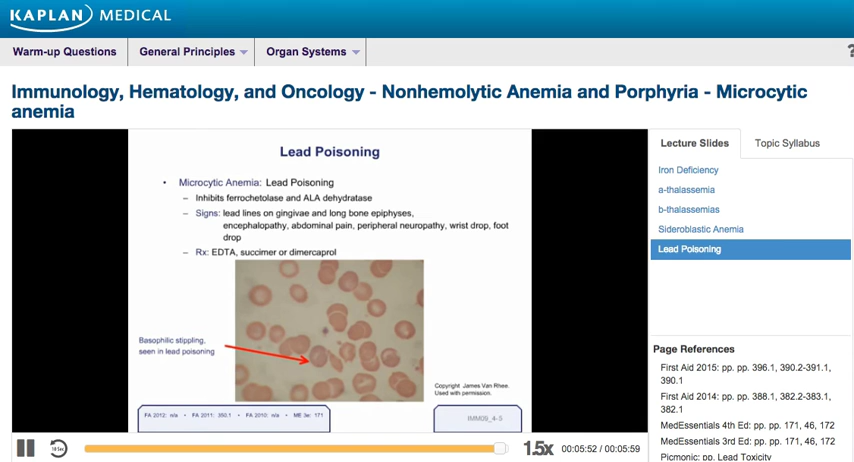 KAPLAN MEDICAL
Warm-up Questions General Principles Organ Systems ?
Immunology, Hematology, and Oncology - Nonhemolytic Anemia and Porphyria - Microcytic
anemia
Lead Poisoning
• Microcytic Anemia: Lead Poisoning
– Inhibits ferrochetolase and ALA dehydratase
– Signs: lead lines on gingivae and long bone epiphyses,
encephalopathy, abdominal pain, peripheral neuropathy, wrist drop, foot
drop
– Rx: EDTA, succimer or dimercaprol
Basophilic stippling,
seen in lead poisoning
Copyright James Van Rhee.
Used with permission.
FA 2012: n/a • FA 2011: 350.1 • FA 2010: n/a • ME 3e: 171
IMM05_4-5
10 Sec
1.5x 00:05:52 / 00:05:59
Lecture Slides Topic Syllabus
Iron Deficiency
a-thalassemia
b-thalassemias
Sideroblastic Anemia
Lead Poisoning
Page References
First Aid 2015: pp. pp. 396.1, 390.2-391.1,
390.1
First Aid 2014: pp. pp. 388.1, 382.2-383.1,
382.1
MedEssentials 4th Ed: pp. pp. 171, 46, 172
MedEssentials 3rd Ed: pp. pp. 171, 46, 172
Picmonic: pp. Lead Toxicity